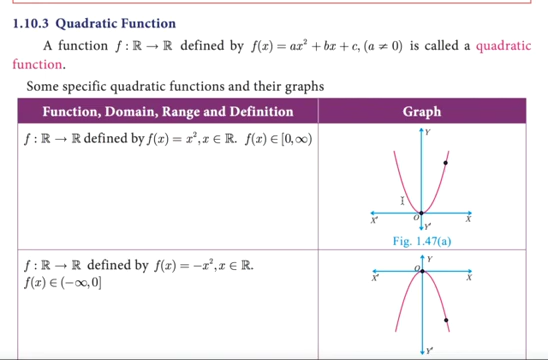 1.10.3 Quadratic Function
A function f : ℝ → ℝ defined by f(x) = ax² + bx + c, (a ≠ 0) is called a quadratic
function.
Some specific quadratic functions and their graphs
Function, Domain, Range and Definition
Graph
f : ℝ → ℝ defined by f(x) = x², x ∈ ℝ. f(x) ∈ [0, ∞)
Y
X′
O
X
Y′
Fig. 1.47(a)
f : ℝ → ℝ defined by f(x) = −x², x ∈ ℝ.
f(x) ∈ (−∞, 0]
Y
O
X′
X
Y′